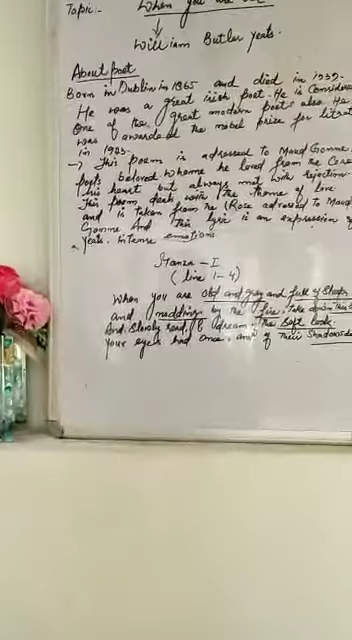 Topic:- When you are old
William Butler Yeats.
About poet
Born in Dublin in 1865 and died in 1939.
He was a great irish poet. He is Considere
One of the great modern poet. also He
was awarded the nobel prize for litrat
in 1923.
→ This poem is adressed to Maud Gonne.
poet's beloved whome he loved from the Core
his heart but always met with rejection.
This poem deals with the theme of love
and is taken from the (Rose adressed to Maud
Gonne And this lyric is an expression of
Yeats. intense emotions
Stanza - I
(line 1-4)
When you are old and grey and full of Sleep
and nodding by the fire, take down this b
And slowly read, & dream of the Soft look
Your eyes had once, and of their Shadows d